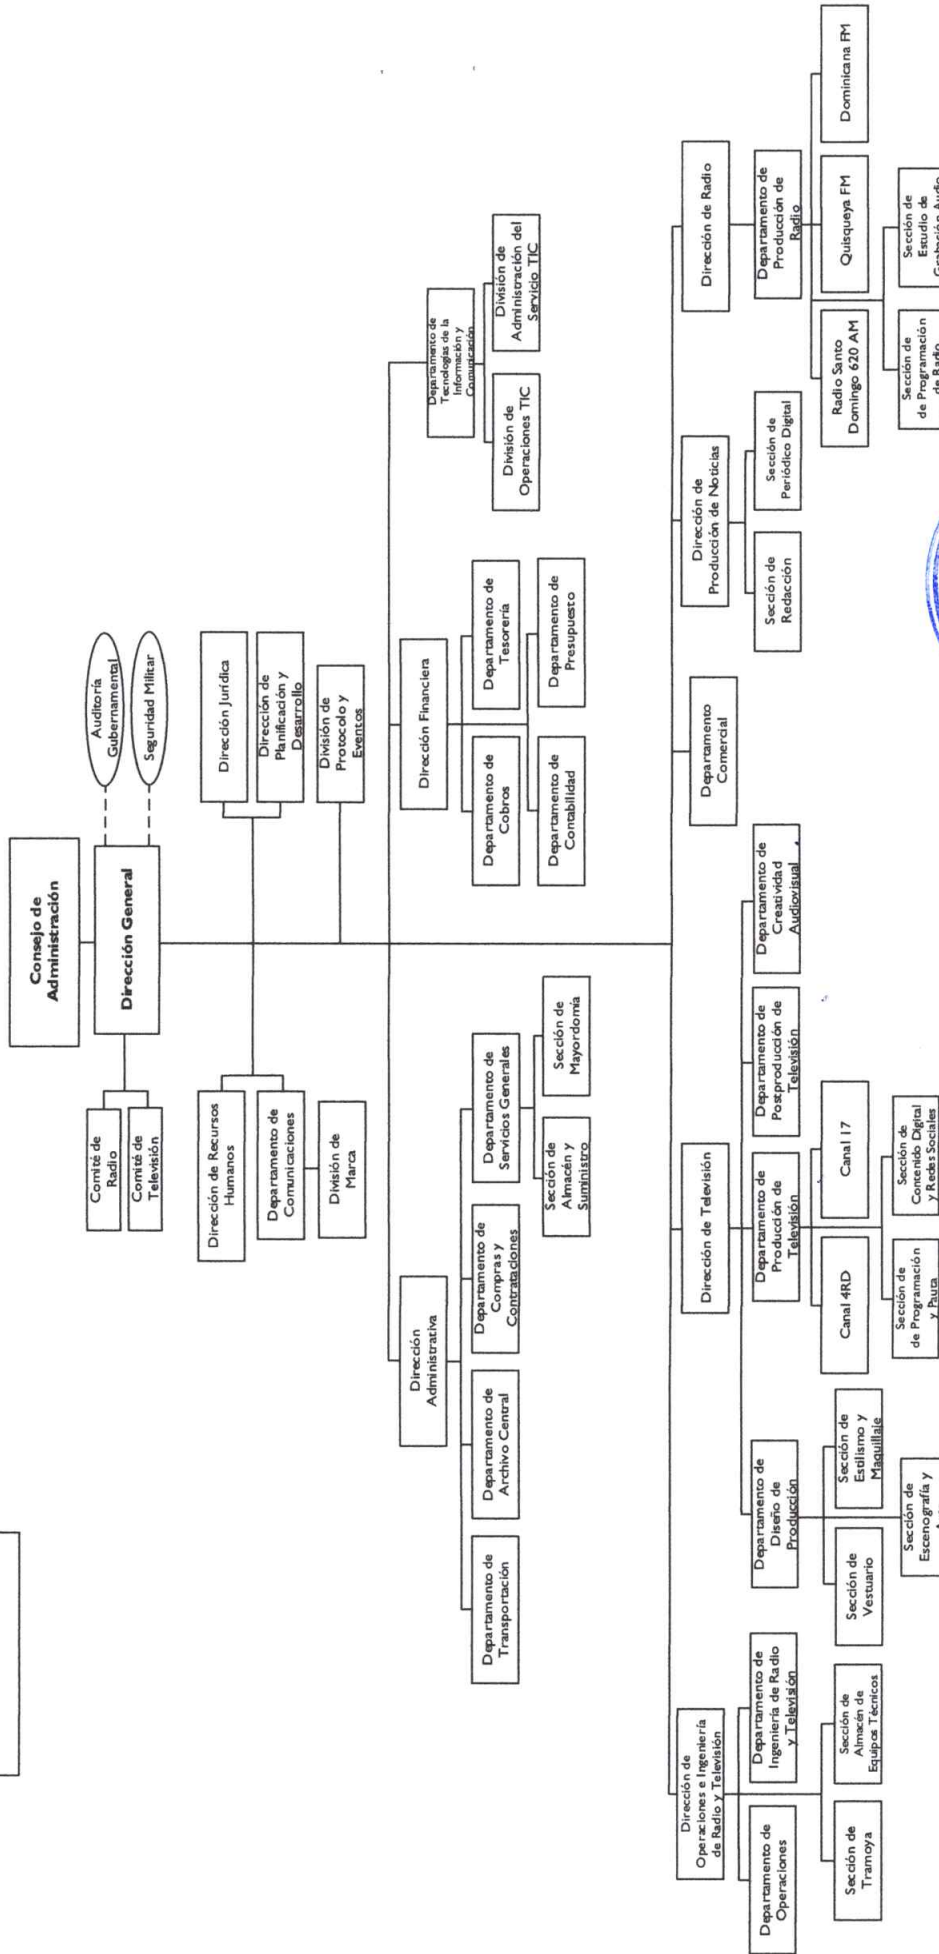 Consejo de
Administración
Dirección General
Auditoría
Gubernamental
Seguridad Militar
Comité de
Radio
Comité de
Televisión
Dirección de Recursos
Humanos
Dirección Jurídica
Departamento de
Comunicaciones
Dirección de
Planificación y
Desarrollo
División de
Marca
División de
Protocolo y
Eventos
Dirección
Administrativa
Departamento de
Transportación
Departamento de
Archivo Central
Departamento de
Compras y
Contrataciones
Departamento de
Servicios Generales
Sección de
Almacén y
Suministro
Sección de
Mayordomía
Dirección Financiera
Departamento de
Cobros
Departamento de
Tesorería
Departamento de
Contabilidad
Departamento de
Presupuesto
Departamento de
Tecnologías de la
Información y
Comunicación
División de
Operaciones TIC
División de
Administración del
Servicio TIC
Dirección de
Operaciones e Ingeniería
de Radio y Televisión
Departamento de
Operaciones
Departamento de
Ingeniería de Radio
y Televisión
Sección de
Tramoya
Sección de
Almacén de
Equipos Técnicos
Dirección de Televisión
Departamento de
Diseño de
Producción
Sección de
Vestuario
Sección de
Estilismo y
Maquillaje
Sección de
Escenografía y
Departamento de
Producción de
Televisión
Canal 4RD
Canal 17
Sección de
Programación
y Pauta
Sección de
Contenido Digital
y Redes Sociales
Departamento de
Postproducción de
Televisión
Departamento de
Creatividad
Audiovisual
Departamento
Comercial
Dirección de
Producción de Noticias
Sección de
Redacción
Sección de
Periódico Digital
Dirección de Radio
Departamento de
Producción de
Radio
Radio Santo
Domingo 620 AM
Quisqueya FM
Dominicana FM
Sección de
Programación
de Radio
Sección de
Estudio de
Grabación Audio